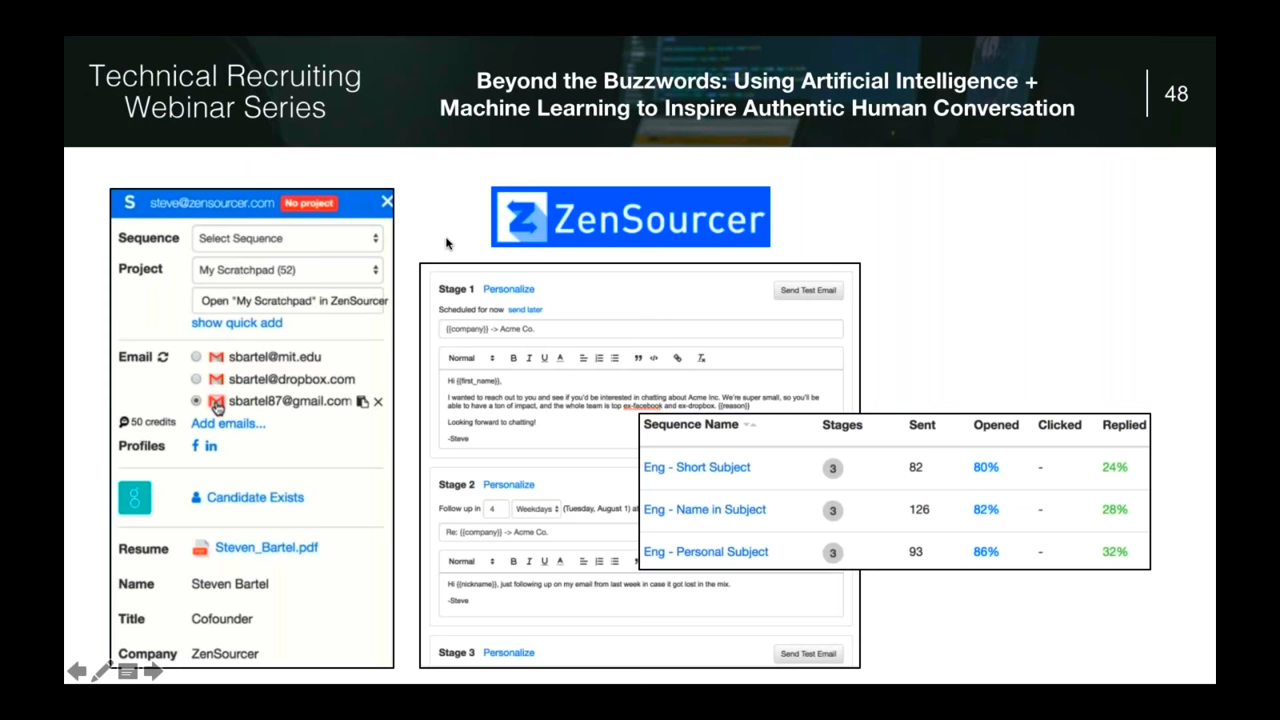 Technical Recruiting
Webinar Series
Beyond the Buzzwords: Using Artificial Intelligence +
Machine Learning to Inspire Authentic Human Conversation
48
S steve@zensourcer.com No project ×
Sequence Select Sequence
Project My Scratchpad (52)
Open "My Scratchpad" in ZenSourcer
show quick add
Email sbartel@mit.edu
sbartel@dropbox.com
sbartel87@gmail.com ×
50 credits Add emails...
Profiles f in
g Candidate Exists
Resume Steven_Bartel.pdf
Name Steven Bartel
Title Cofounder
Company ZenSourcer
Z ZenSourcer
Stage 1 Personalize Send Test Email
Scheduled for now send later
{{company}} -> Acme Co.
Normal B I U A
Hi {{first_name}},
I wanted to reach out to you and see if you'd be interested in chatting about Acme Inc. We're super small, so you'll be
able to have a ton of impact, and the whole team is top ex-facebook and ex-dropbox. {{reason}}
Looking forward to chatting!
-Steve
Stage 2 Personalize
Follow up in 4 Weekdays (Tuesday, August 1) at
Re: {{company}} -> Acme Co.
Normal B I U A
Hi {{nickname}}, just following up on my email from last week in case it got lost in the mix.
-Steve
Stage 3 Personalize Send Test Email
Sequence Name Stages Sent Opened Clicked Replied
Eng - Short Subject 3 82 80% - 24%
Eng - Name in Subject 3 126 82% - 28%
Eng - Personal Subject 3 93 86% - 32%